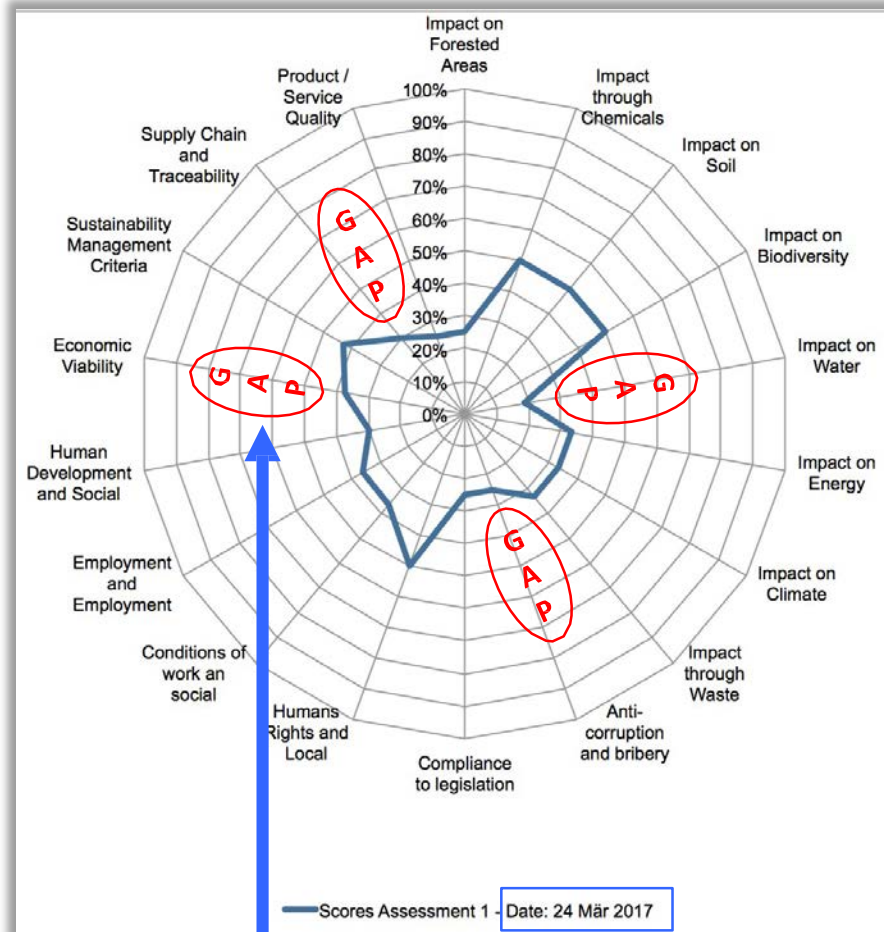 Impact on
Forested
Areas
Impact
through
Chemicals
Impact on
Soil
Impact on
Biodiversity
Impact on
Water
Impact on
Energy
Impact on
Climate
Impact
through
Waste
Anti-
corruption
and bribery
Compliance
to legislation
Humans
Rights and
Local
Conditions of
work an
social
Employment
and
Employment
Human
Development
and Social
Economic
Viability
Sustainability
Management
Criteria
Supply Chain
and
Traceability
Product /
Service
Quality
100%
90%
80%
70%
60%
50%
40%
30%
20%
10%
0%
GAP
GAP
GAP
GAP
Scores Assessment 1 - Date: 24 Mär 2017